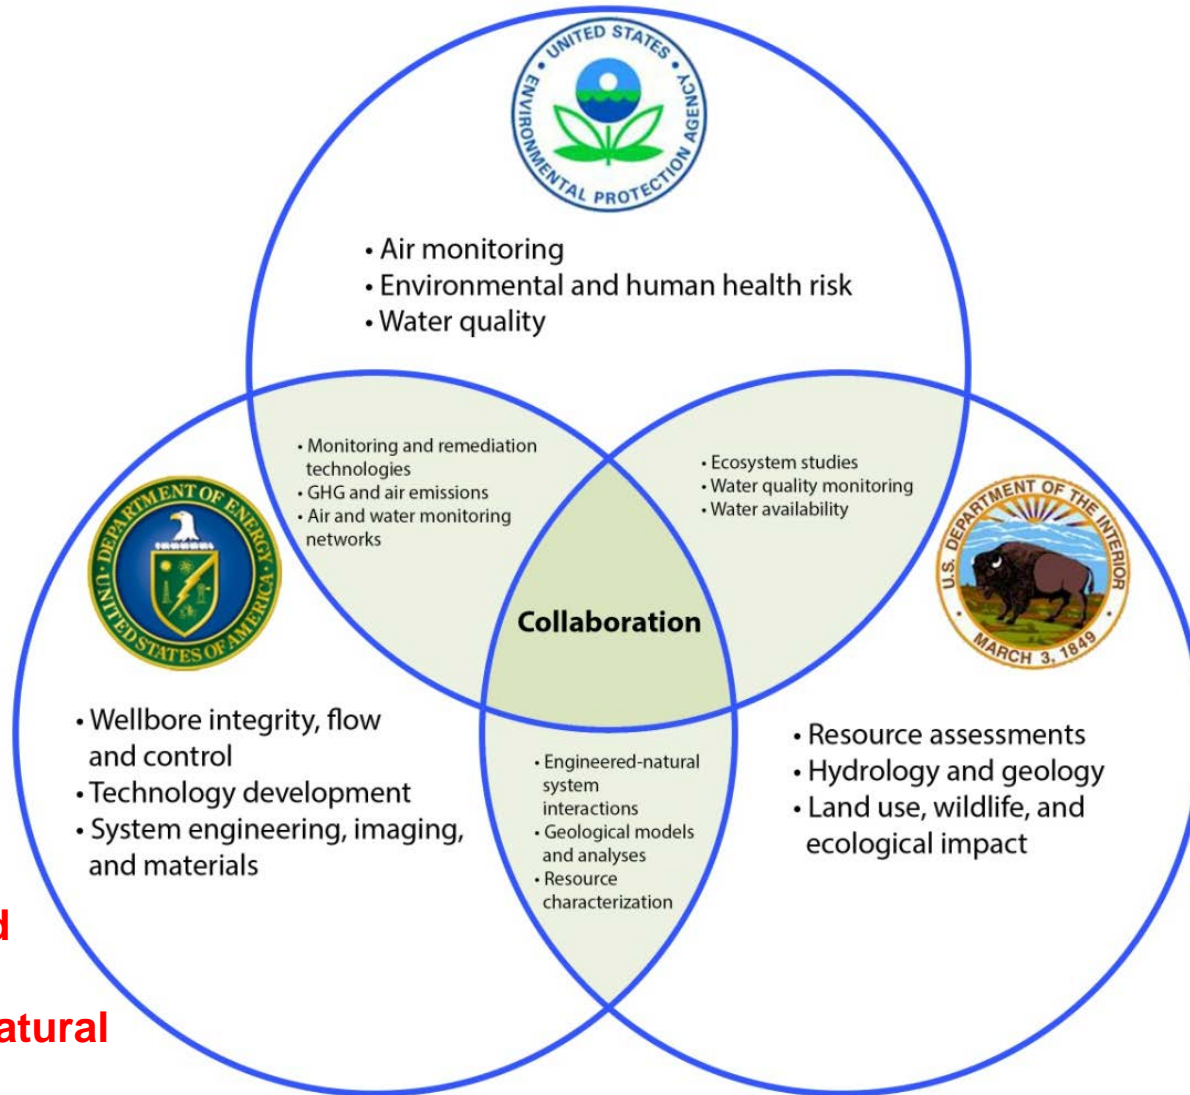 UNITED STATES
ENVIRONMENTAL PROTECTION AGENCY
• Air monitoring
• Environmental and human health risk
• Water quality
• Monitoring and remediation
technologies
• GHG and air emissions
• Air and water monitoring
networks
• Ecosystem studies
• Water quality monitoring
• Water availability
DEPARTMENT OF ENERGY
UNITED STATES OF AMERICA
U.S. DEPARTMENT OF THE INTERIOR
MARCH 3, 1849
Collaboration
• Wellbore integrity, flow
and control
• Technology development
• System engineering, imaging,
and materials
• Engineered-natural
system
interactions
• Geological models
and analyses
• Resource
characterization
• Resource assessments
• Hydrology and geology
• Land use, wildlife, and
ecological impact